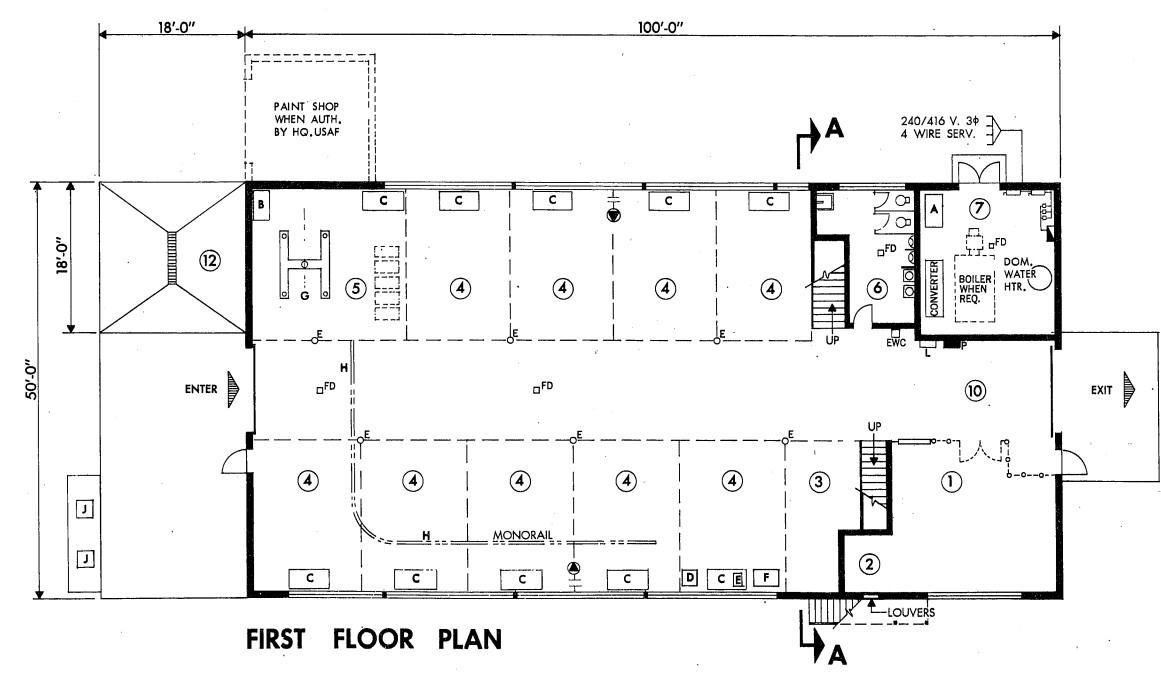 18'-0" 100'-0"
PAINT SHOP
WHEN AUTH.
BY HQ. USAF
A
240/416 V. 3φ
4 WIRE SERV.
B
C C C C C
A
7
FD
FD
18'-0"
12
G
5
4 4 4 4
6
CONVERTER
BOILER
WHEN
REQ.
DOM.
WATER
HTR.
E E E
UP
EWC
L
P
50'-0"
H
ENTER
FD
FD
10
EXIT
E E E
UP
4 4 4 4 4
3
1
J
J
H
MONORAIL
2
C C C C
D
C E
F
LOUVERS
FIRST FLOOR PLAN
A